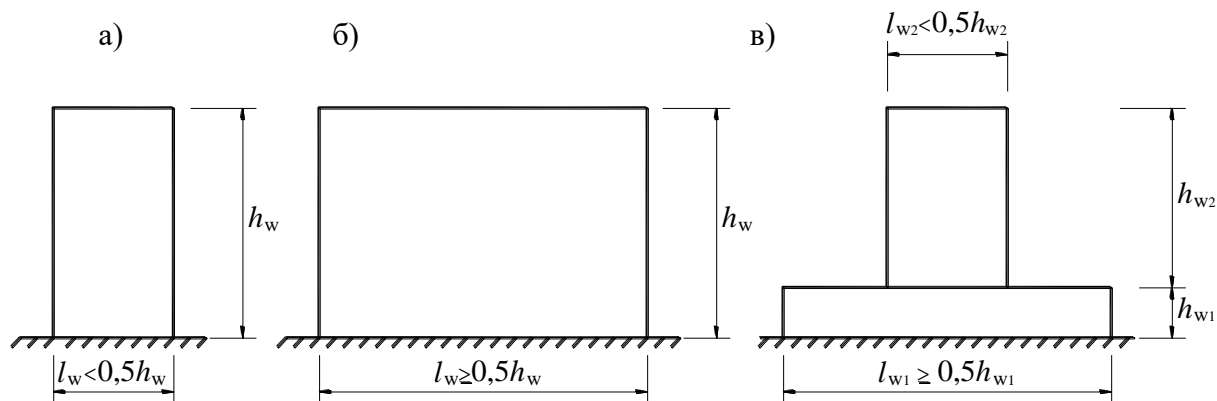 а)
б)
в)
lw2<0,5hw2
hw
hw
hw2
hw1
lw<0,5hw
lw≥0,5hw
lw1 ≥ 0,5hw1